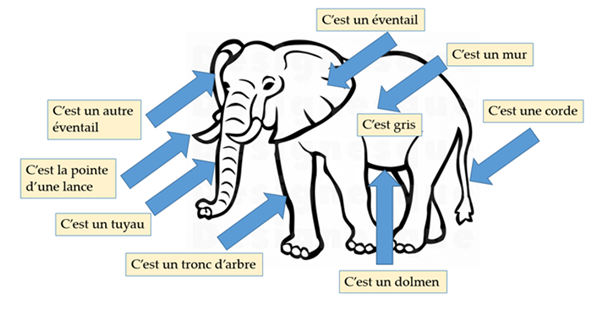 C'est un éventail
C'est un mur
C'est un autre
éventail
C'est une corde
C'est gris
C'est la pointe
d'une lance
C'est un tuyau
C'est un tronc d'arbre
C'est un dolmen